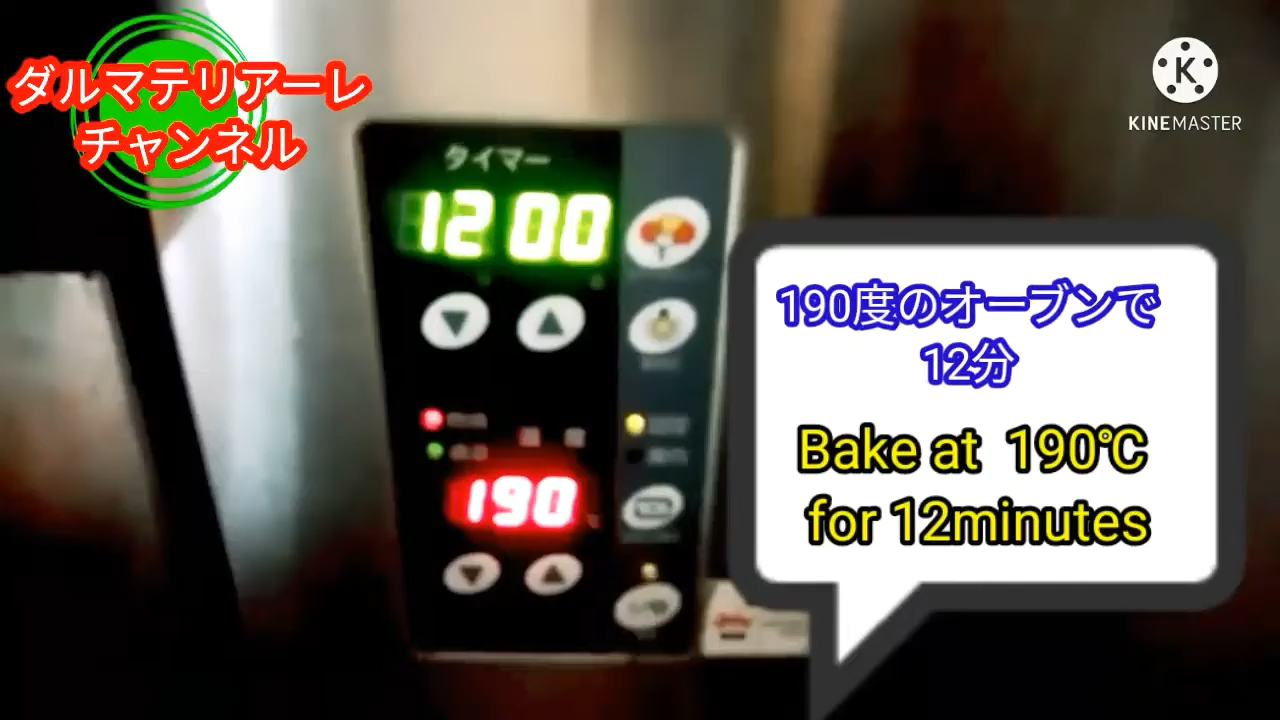 ダルマテリアーレ
チャンネル
KINEMASTER
タイマー
12 00
190度のオーブンで
12分
Bake at 190℃
for 12minutes
190